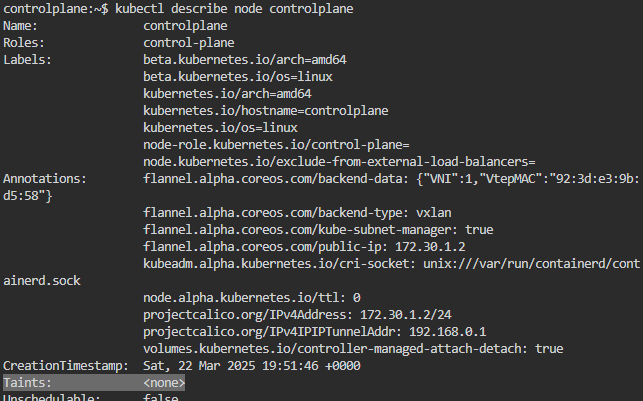 controlplane:~$ kubectl describe node controlplane
Name: controlplane
Roles: control-plane
Labels: beta.kubernetes.io/arch=amd64
beta.kubernetes.io/os=linux
kubernetes.io/arch=amd64
kubernetes.io/hostname=controlplane
kubernetes.io/os=linux
node-role.kubernetes.io/control-plane=
node.kubernetes.io/exclude-from-external-load-balancers=
Annotations: flannel.alpha.coreos.com/backend-data: {"VNI":1,"VtepMAC":"92:3d:e3:9b:
d5:58"}
flannel.alpha.coreos.com/backend-type: vxlan
flannel.alpha.coreos.com/kube-subnet-manager: true
flannel.alpha.coreos.com/public-ip: 172.30.1.2
kubeadm.alpha.kubernetes.io/cri-socket: unix:///var/run/containerd/cont
ainerd.sock
node.alpha.kubernetes.io/ttl: 0
projectcalico.org/IPv4Address: 172.30.1.2/24
projectcalico.org/IPv4IPIPTunnelAddr: 192.168.0.1
volumes.kubernetes.io/controller-managed-attach-detach: true
CreationTimestamp: Sat, 22 Mar 2025 19:51:46 +0000
Taints: <none>
Unschedulable: false